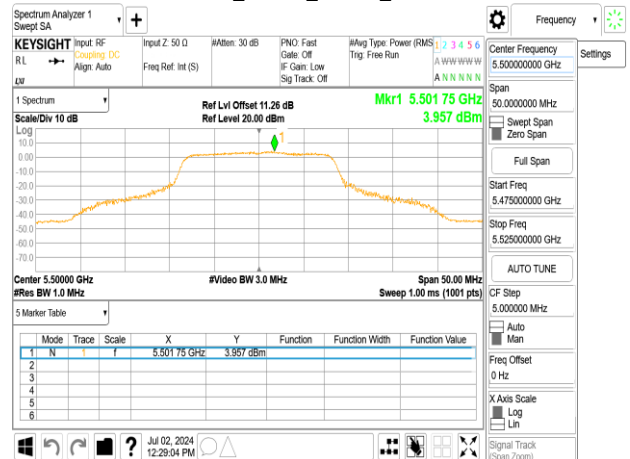 Spectrum Analyzer 1
Swept SA
Frequency
KEYSIGHT
Input: RF
Coupling: DC
Align: Auto
Input Z: 50 Ω
Freq Ref: Int (S)
#Atten: 30 dB
PNO: Fast
Gate: Off
IF Gain: Low
Sig Track: Off
#Avg Type: Power (RMS
Trig: Free Run
1 2 3 4 5 6
A W W W W W
A N N N N N
RL
LXI
Center Frequency
5.500000000 GHz
Settings
Span
50.0000000 MHz
Swept Span
Zero Span
Full Span
Start Freq
5.475000000 GHz
Stop Freq
5.525000000 GHz
AUTO TUNE
CF Step
5.000000 MHz
Auto
Man
Freq Offset
0 Hz
X Axis Scale
Log
Lin
Signal Track
(Span Zoom)
1 Spectrum
Scale/Div 10 dB
Ref Lvl Offset 11.26 dB
Ref Level 20.00 dBm
Mkr1 5.501 75 GHz
3.957 dBm
Log
10.0
0.00
-10.0
-20.0
-30.0
-40.0
-50.0
-60.0
-70.0
1
Center 5.50000 GHz
#Res BW 1.0 MHz
#Video BW 3.0 MHz
Span 50.00 MHz
Sweep 1.00 ms (1001 pts)
5 Marker Table
Mode Trace Scale X Y Function Function Width Function Value
1 N 1 f 5.501 75 GHz 3.957 dBm
2
3
4
5
6
?
Jul 02, 2024
12:29:04 PM